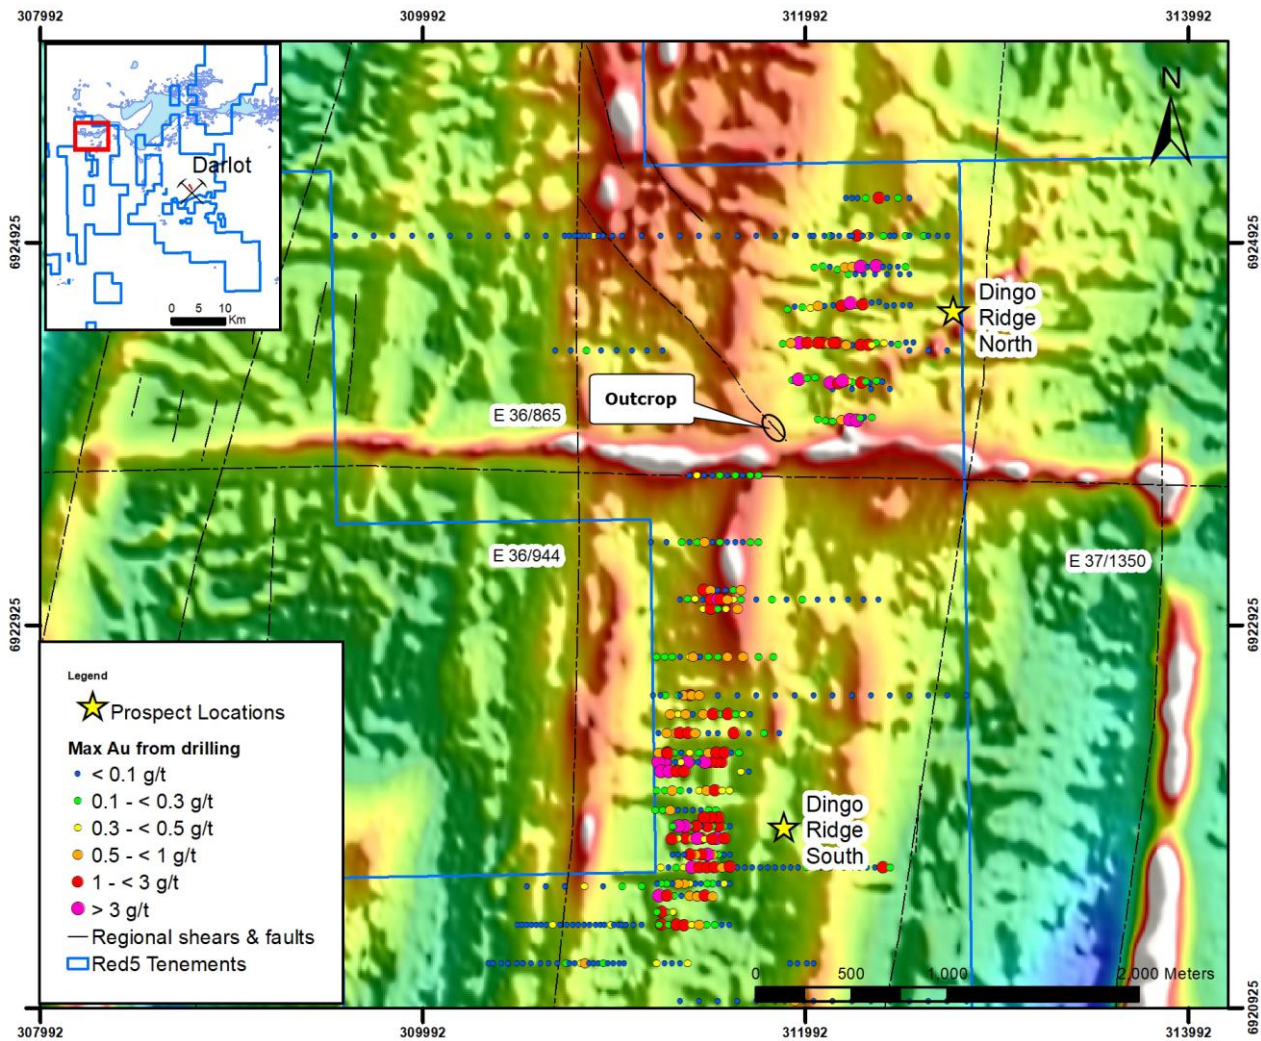 307992
309992
311992
313992
N
Darlot
0 5 10
Km
6924925
6924925
Dingo
Ridge
North
Outcrop
E 36/865
E 36/944
E 37/1350
6922925
6922925
Legend
Prospect Locations
Max Au from drilling
< 0.1 g/t
0.1 - < 0.3 g/t
0.3 - < 0.5 g/t
0.5 - < 1 g/t
1 - < 3 g/t
> 3 g/t
Regional shears & faults
Red5 Tenements
Dingo
Ridge
South
0 500 1,000 2,000 Meters
6920925
307992
309992
311992
313992